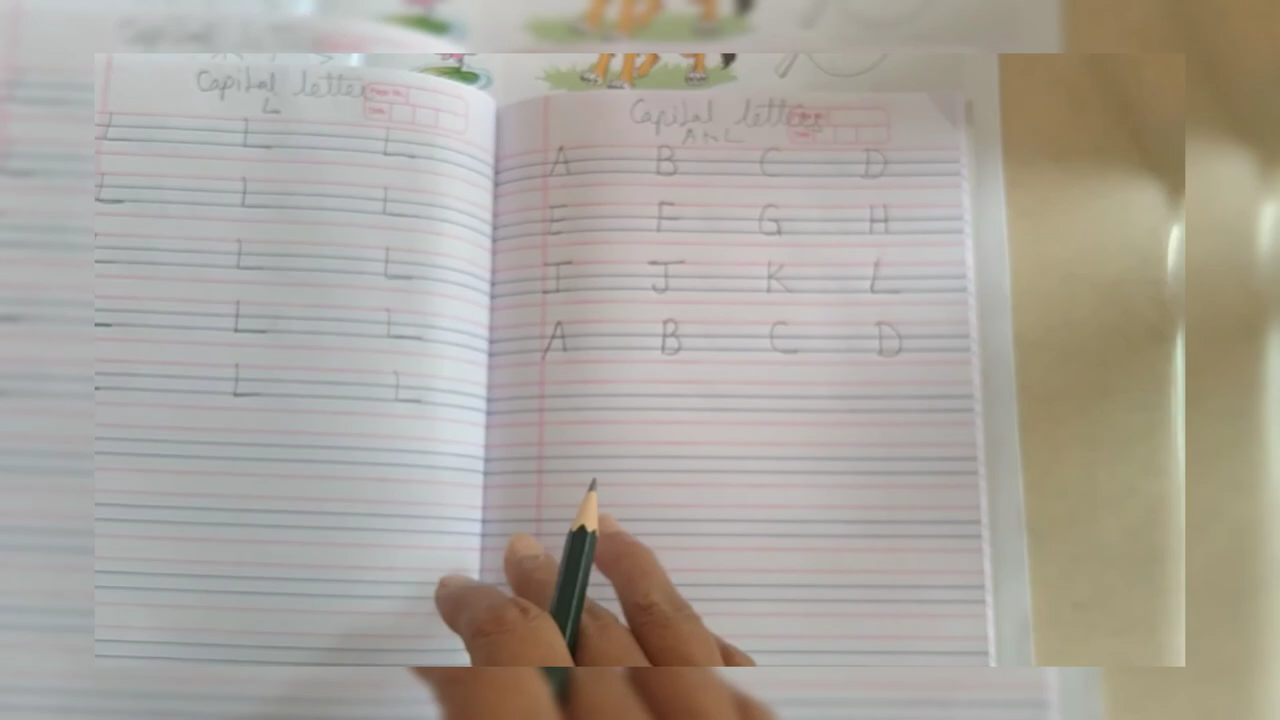 Capital letter
L
L L L
L L L
L L
L L
L L
Capital letter
A to L
A B C D
E F G H
I J K L
A B C D